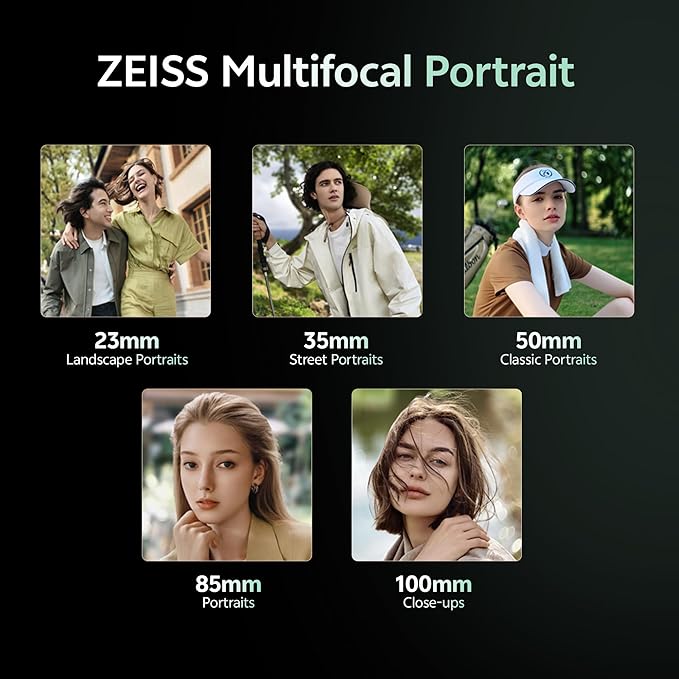 ZEISS Multifocal Portrait
23mm
Landscape Portraits
35mm
Street Portraits
50mm
Classic Portraits
85mm
Portraits
100mm
Close-ups